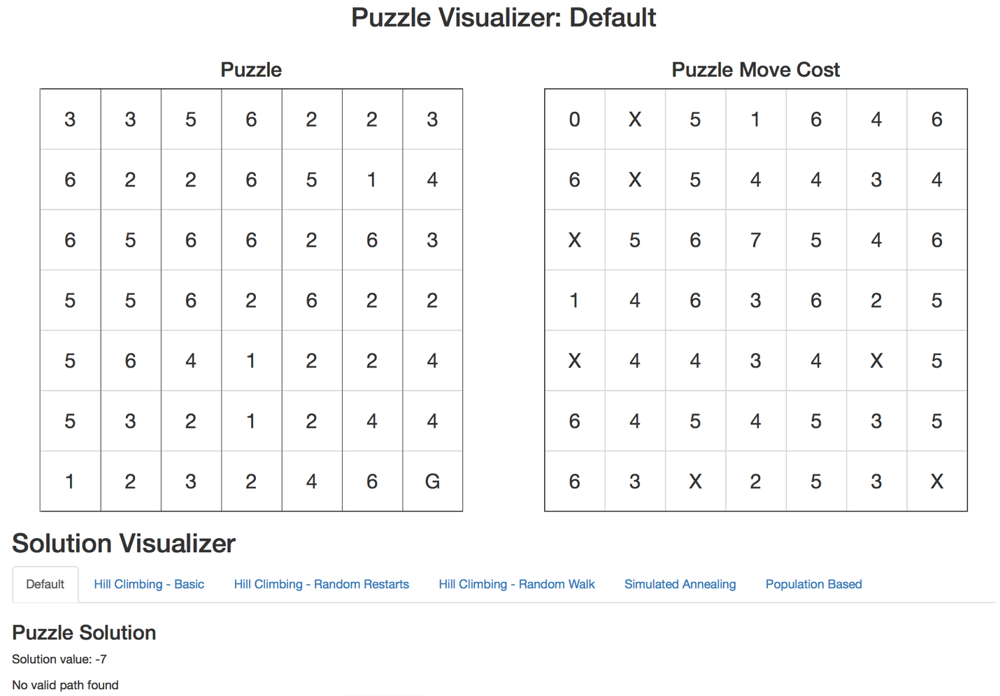 Puzzle Visualizer: Default
Puzzle
Puzzle Move Cost
3 3 5 6 2 2 3
6 2 2 6 5 1 4
6 5 6 6 2 6 3
5 5 6 2 6 2 2
5 6 4 1 2 2 4
5 3 2 1 2 4 4
1 2 3 2 4 6 G
0 X 5 1 6 4 6
6 X 5 4 4 3 4
X 5 6 7 5 4 6
1 4 6 3 6 2 5
X 4 4 3 4 X 5
6 4 5 4 5 3 5
6 3 X 2 5 3 X
Solution Visualizer
Default Hill Climbing - Basic Hill Climbing - Random Restarts Hill Climbing - Random Walk Simulated Annealing Population Based
Puzzle Solution
Solution value: -7
No valid path found